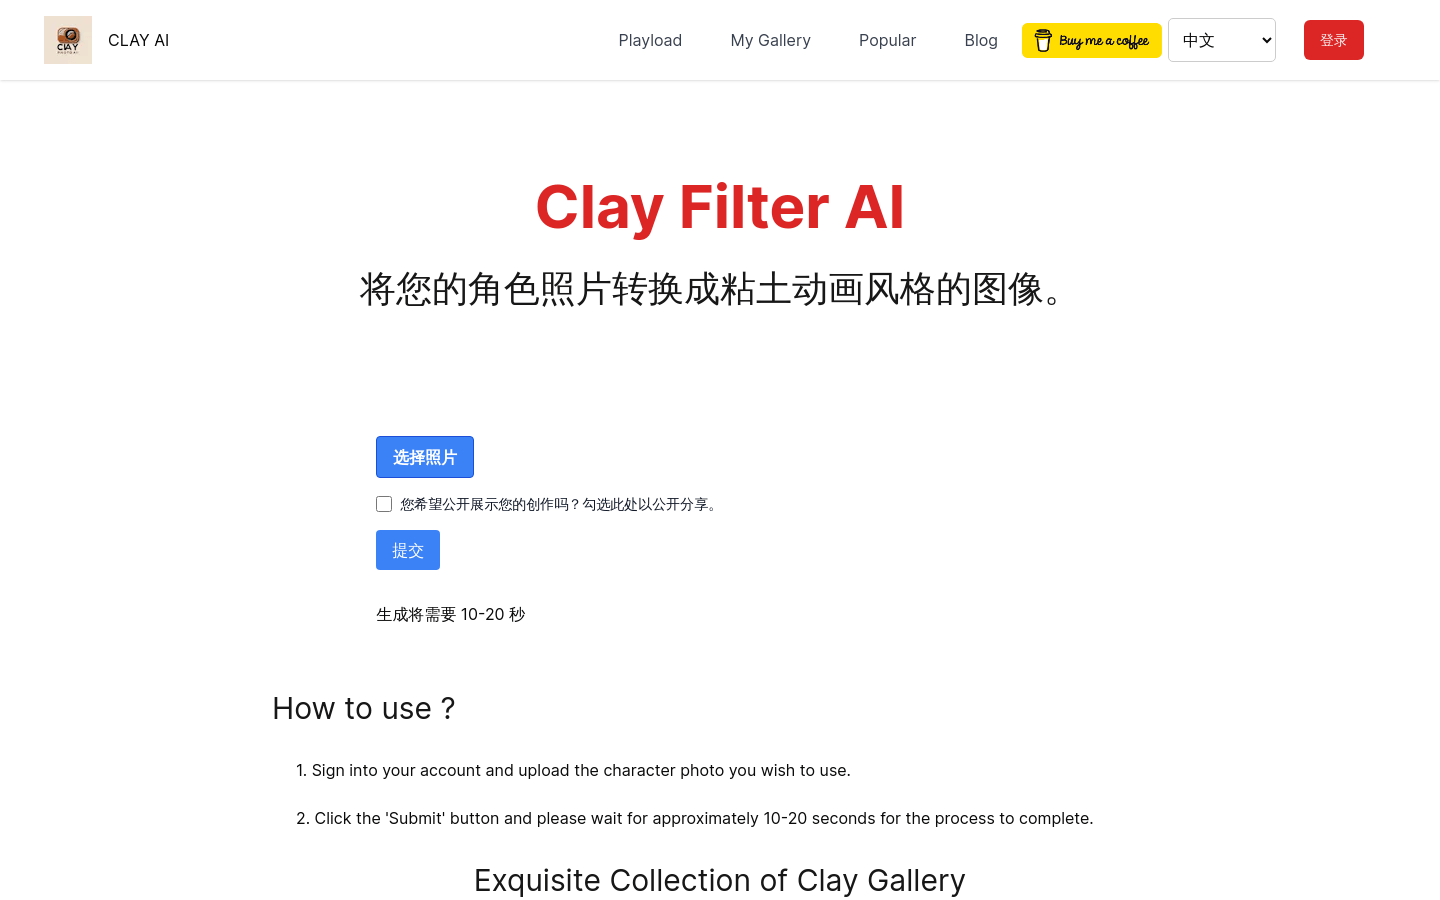 CLAY
CLAY AI
Playload
My Gallery
Popular
Blog
Buy me a coffee
中文
登录
Clay Filter AI
将您的角色照片转换成粘土动画风格的图像。
选择照片
您希望公开展示您的创作吗？勾选此处以公开分享。
提交
生成将需要 10-20 秒
How to use ?
1. Sign into your account and upload the character photo you wish to use.
2. Click the 'Submit' button and please wait for approximately 10-20 seconds for the process to complete.
Exquisite Collection of Clay Gallery